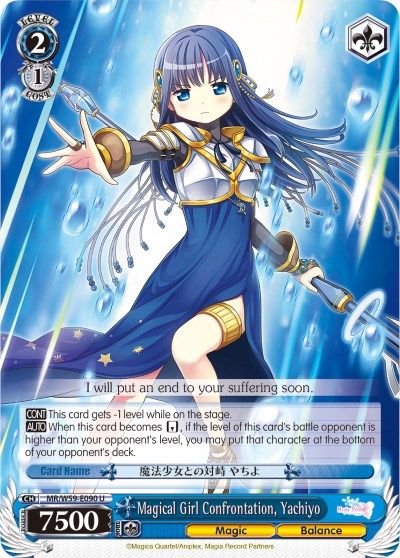 LEVEL
2
1
COST
I will put an end to your suffering soon.
CONT This card gets -1 level while on the stage.
AUTO When this card becomes [ ], if the level of this card's battle opponent is
higher than your opponent's level, you may put that character at the bottom
of your opponent's deck.
Card Name 魔法少女との対峙 やちよ
MR/W59-E090 U
Magical Girl Confrontation, Yachiyo
POWER 7500 SOUL
Magic Balance
©Magica Quartet/Aniplex, Magia Record Partners